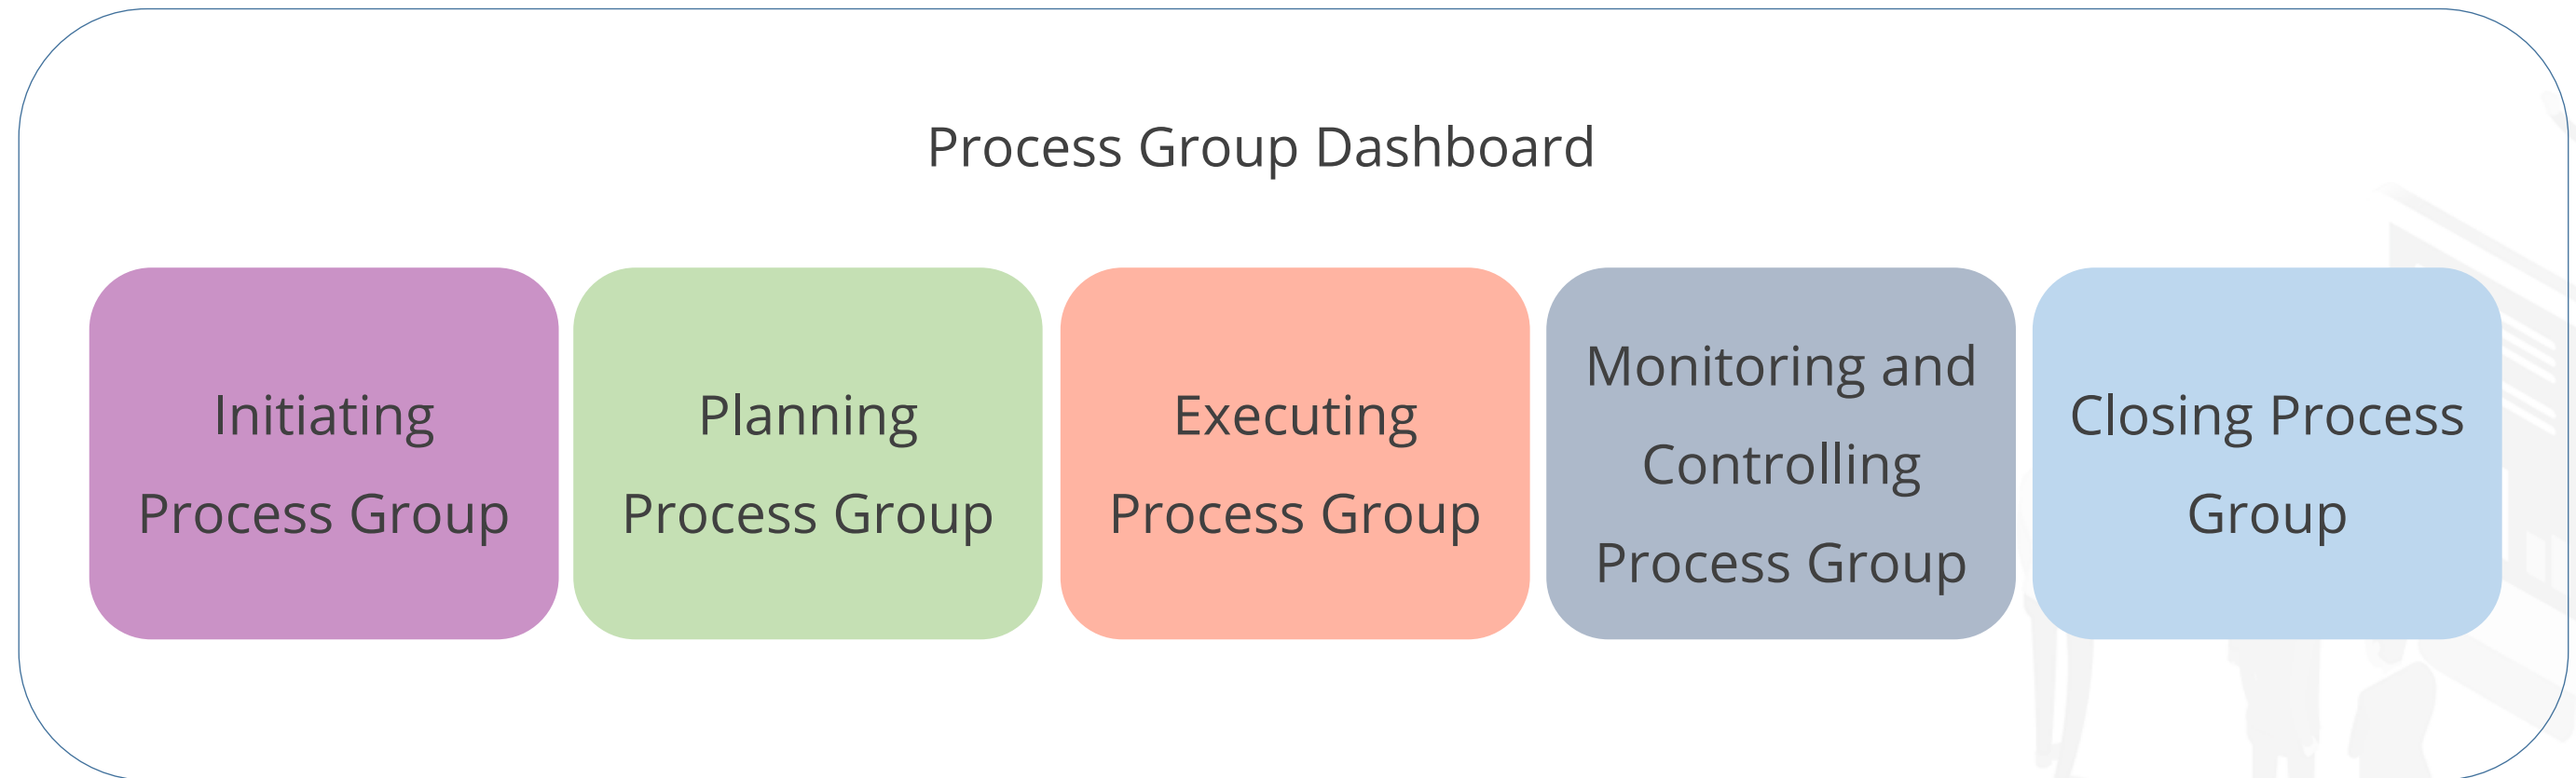 Process Group Dashboard
Initiating
Process Group
Planning
Process Group
Executing
Process Group
Monitoring and
Controlling
Process Group
Closing Process
Group